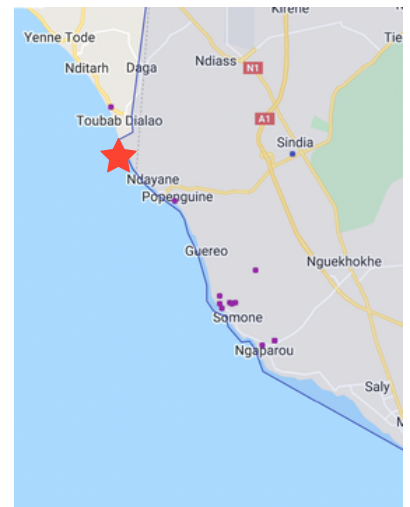 Kirene
Yenne Tode
Tie
Nditarh
Daga
Ndiass
N1
Toubab Dialao
A1
Sindia
Ndayane
Popenguine
Guereo
Nguekhokhe
Somone
Ngaparou
Saly
M